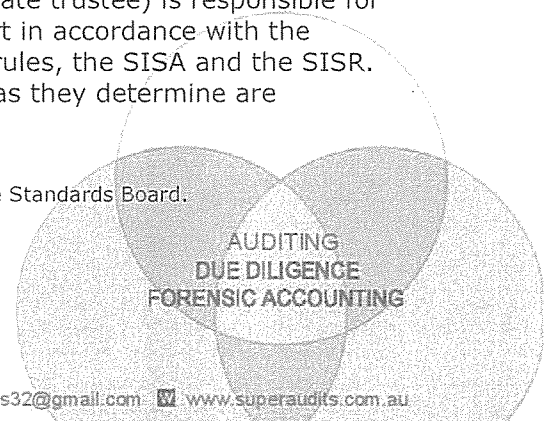 ate trustee) is responsible for
t in accordance with the
rules, the SISA and the SISR.
as they determine are
e Standards Board.
AUDITING
DUE DILIGENCE
FORENSIC ACCOUNTING
s32@gmail.com W www.superaudits.com.au